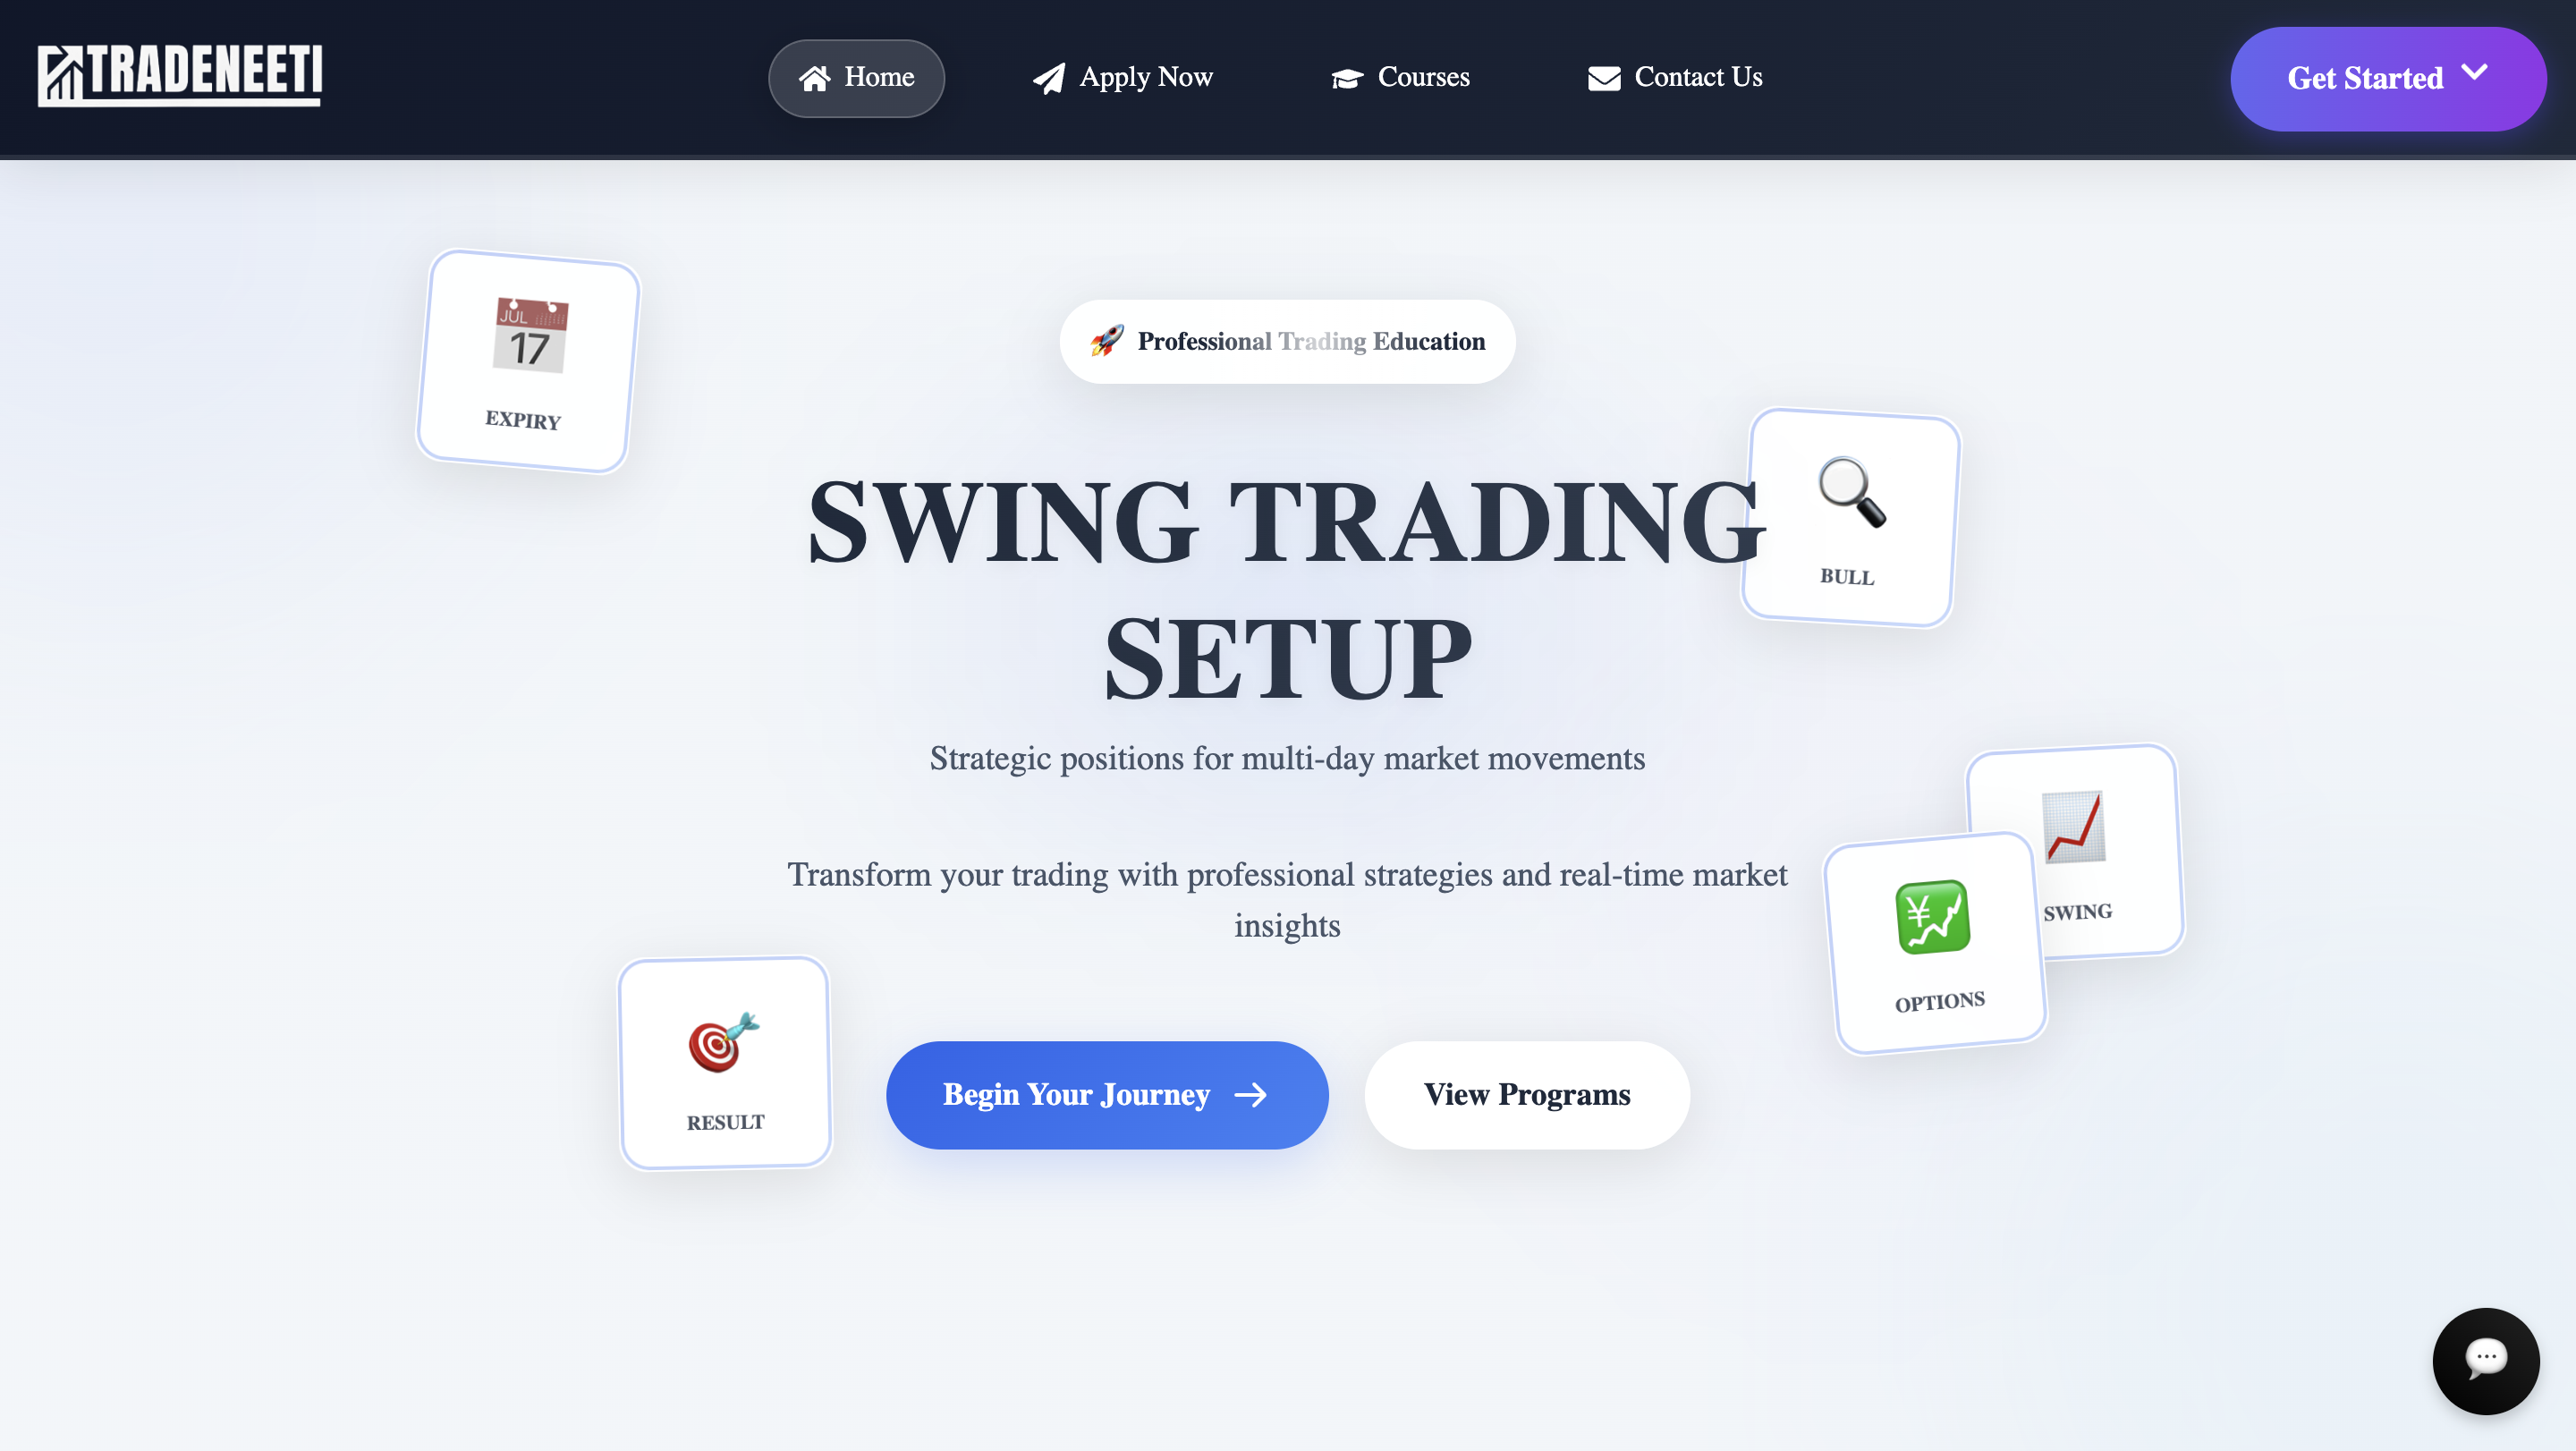 TRADENEETI
Home
Apply Now
Courses
Contact Us
Get Started
JUL
17
EXPIRY
Professional Trading Education
SWING TRADING
SETUP
BULL
Strategic positions for multi-day market movements
Transform your trading with professional strategies and real-time market
insights
SWING
¥
OPTIONS
RESULT
Begin Your Journey
View Programs